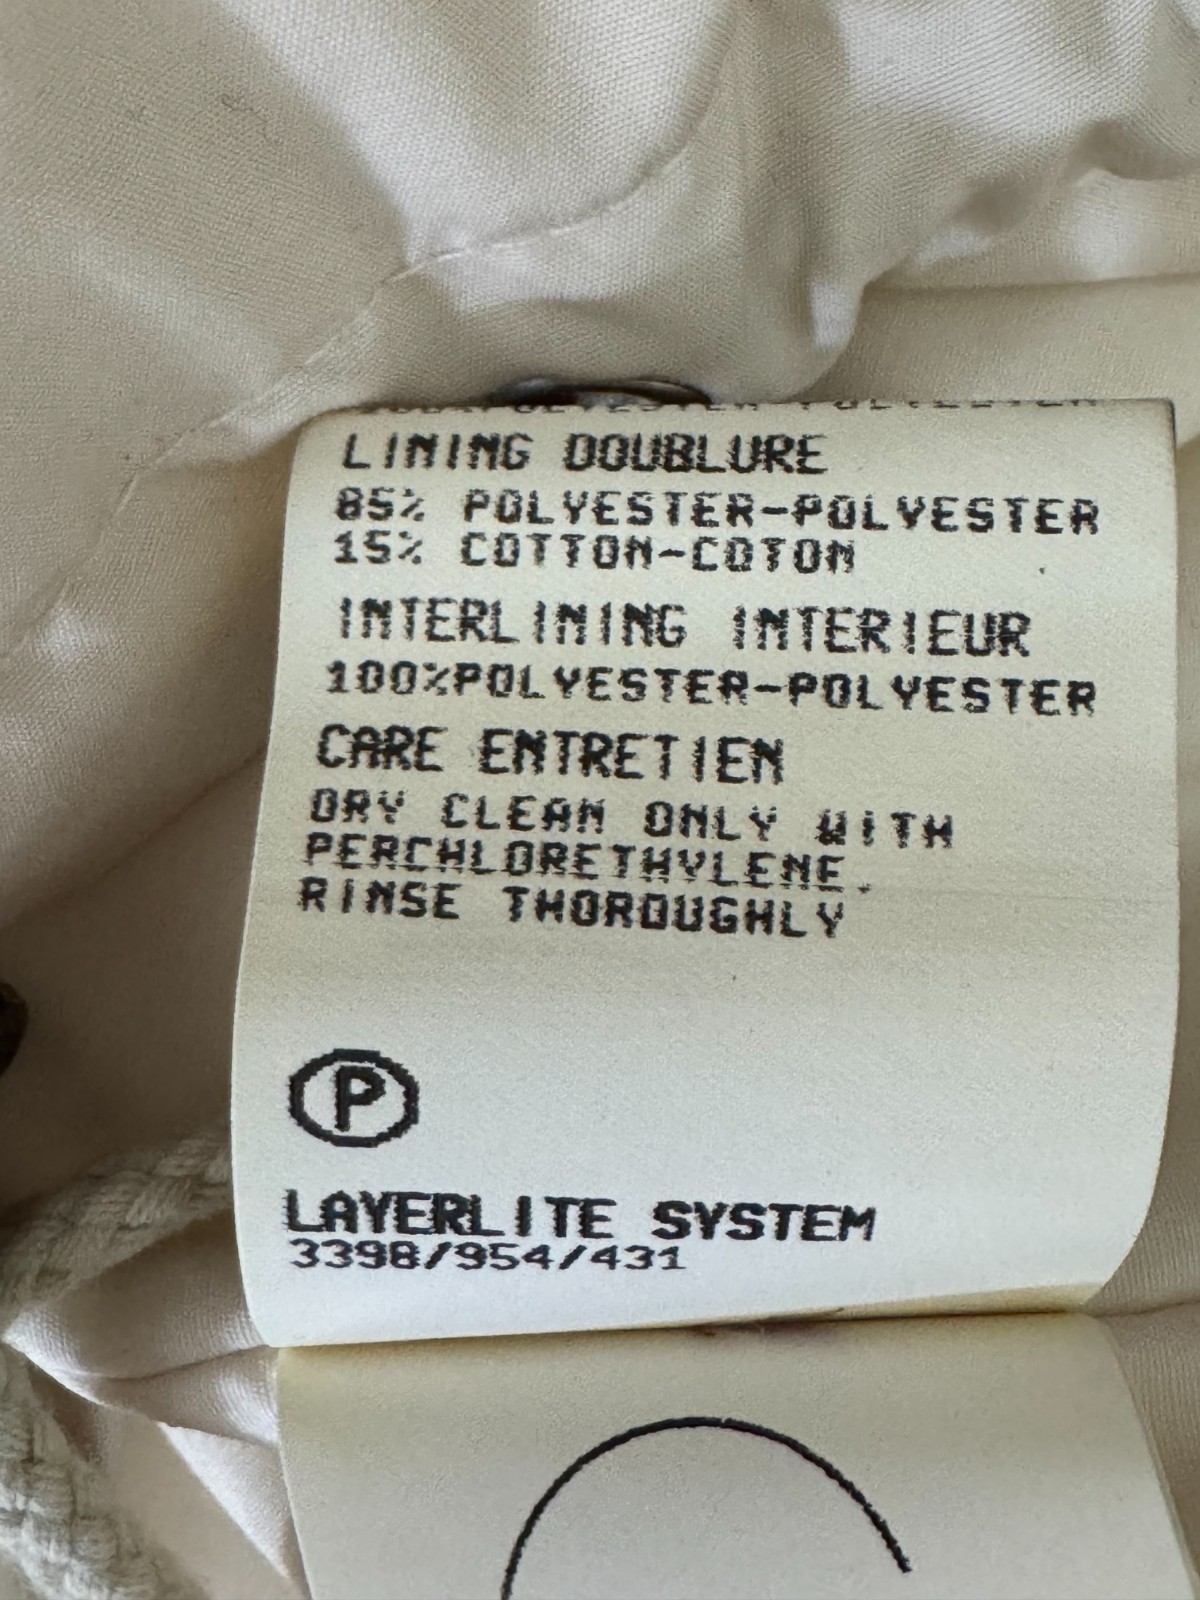 LINING DOUBLURE
85% POLYESTER-POLYESTER
15% COTTON-COTON
INTERLINING INTERIEUR
100%POLYESTER-POLYESTER
CARE ENTRETIEN
DRY CLEAN ONLY WITH
PERCHLORETHYLENE.
RINSE THOROUGHLY
P
LAYERLITE SYSTEM
3398/954/431